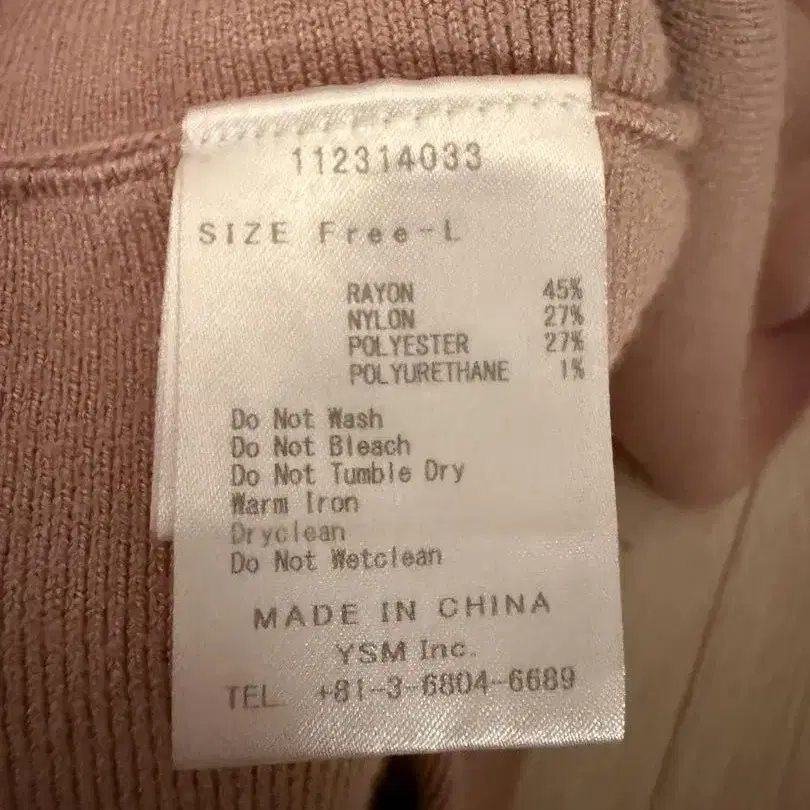 112314033
SIZE Free-L
RAYON 45%
NYLON 27%
POLYESTER 27%
POLYURETHANE 1%
Do Not Wash
Do Not Bleach
Do Not Tumble Dry
Warm Iron
Dryclean
Do Not Wetclean
MADE IN CHINA
YSM Inc.
TEL +81-3-6804-6689